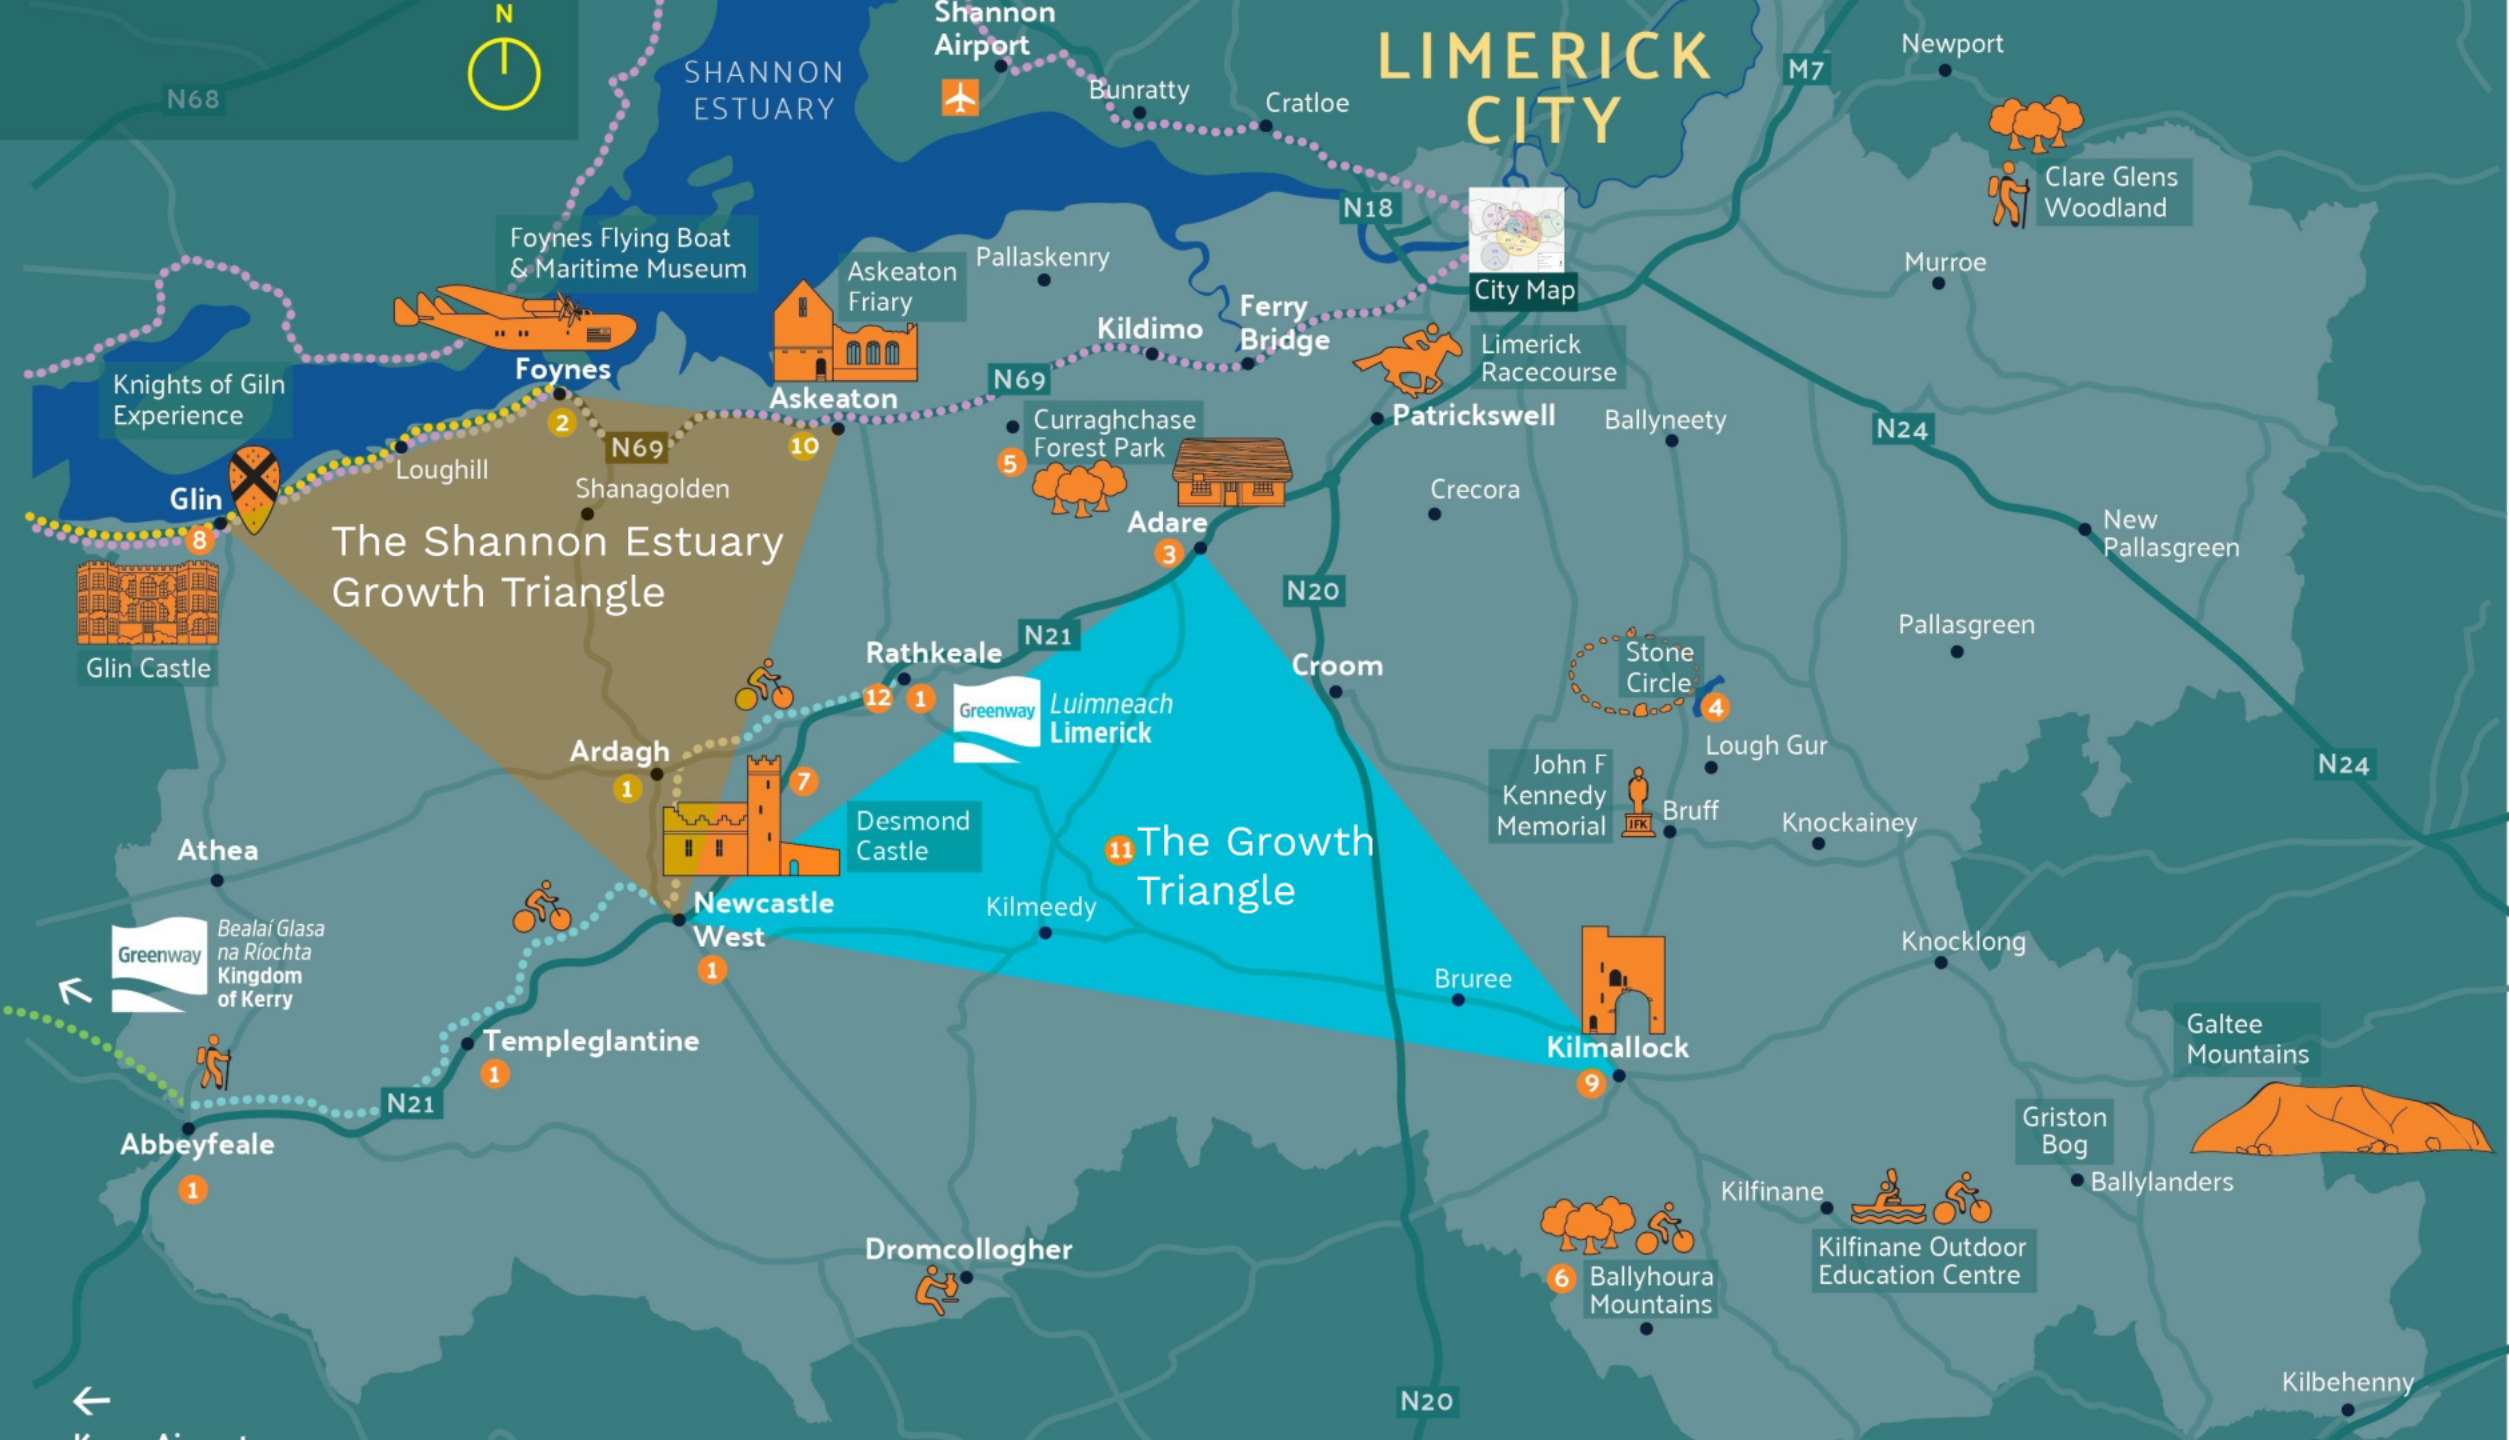 N
Shannon
Airport
SHANNON
ESTUARY
LIMERICK
CITY
M7
Newport
N68
Bunratty
Cratloe
Clare Glens
Woodland
N18
Foynes Flying Boat
& Maritime Museum
Askeaton
Friary
Pallaskenry
City Map
Murroe
Kildimo
Ferry
Bridge
Limerick
Racecourse
Knights of Giln
Experience
Foynes
2
N69
Askeaton
10
N69
Curraghchase
Forest Park
5
Patrickswell
Ballyneety
N24
Loughill
Glin
8
Shanagolden
The Shannon Estuary
Growth Triangle
Adare
3
Crecora
New
Pallasgreen
Glin Castle
N20
N21
Rathkeale
12
1
Greenway
Luimneach
Limerick
Croom
Stone
Circle
4
Pallasgreen
Ardagh
1
7
Lough Gur
John F
Kennedy
Memorial
JFK
Bruff
Knockainey
N24
Desmond
Castle
11
The Growth
Triangle
Athea
Newcastle
West
1
Kilmeedy
Greenway
Bealaí Glasa
na Ríochta
Kingdom
of Kerry
Bruree
Knocklong
Templeglantine
1
Kilmallock
9
Galtee
Mountains
N21
Abbeyfeale
1
Griston
Bog
Ballylanders
Kilfinane
Dromcollogher
Kilfinane Outdoor
Education Centre
6
Ballyhoura
Mountains
N20
Kilbehenny